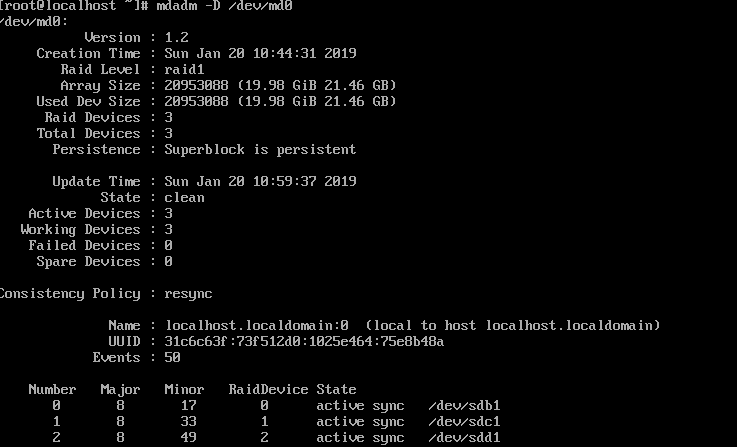 [root@localhost ~]# mdadm -D /dev/md0
/dev/md0:
Version : 1.2
Creation Time : Sun Jan 20 10:44:31 2019
Raid Level : raid1
Array Size : 20953088 (19.98 GiB 21.46 GB)
Used Dev Size : 20953088 (19.98 GiB 21.46 GB)
Raid Devices : 3
Total Devices : 3
Persistence : Superblock is persistent
Update Time : Sun Jan 20 10:59:37 2019
State : clean
Active Devices : 3
Working Devices : 3
Failed Devices : 0
Spare Devices : 0
Consistency Policy : resync
Name : localhost.localdomain:0  (local to host localhost.localdomain)
UUID : 31c6c63f:73f512d0:1025e464:75e8b48a
Events : 50
Number   Major   Minor   RaidDevice State
0       8       17        0      active sync   /dev/sdb1
1       8       33        1      active sync   /dev/sdc1
2       8       49        2      active sync   /dev/sdd1